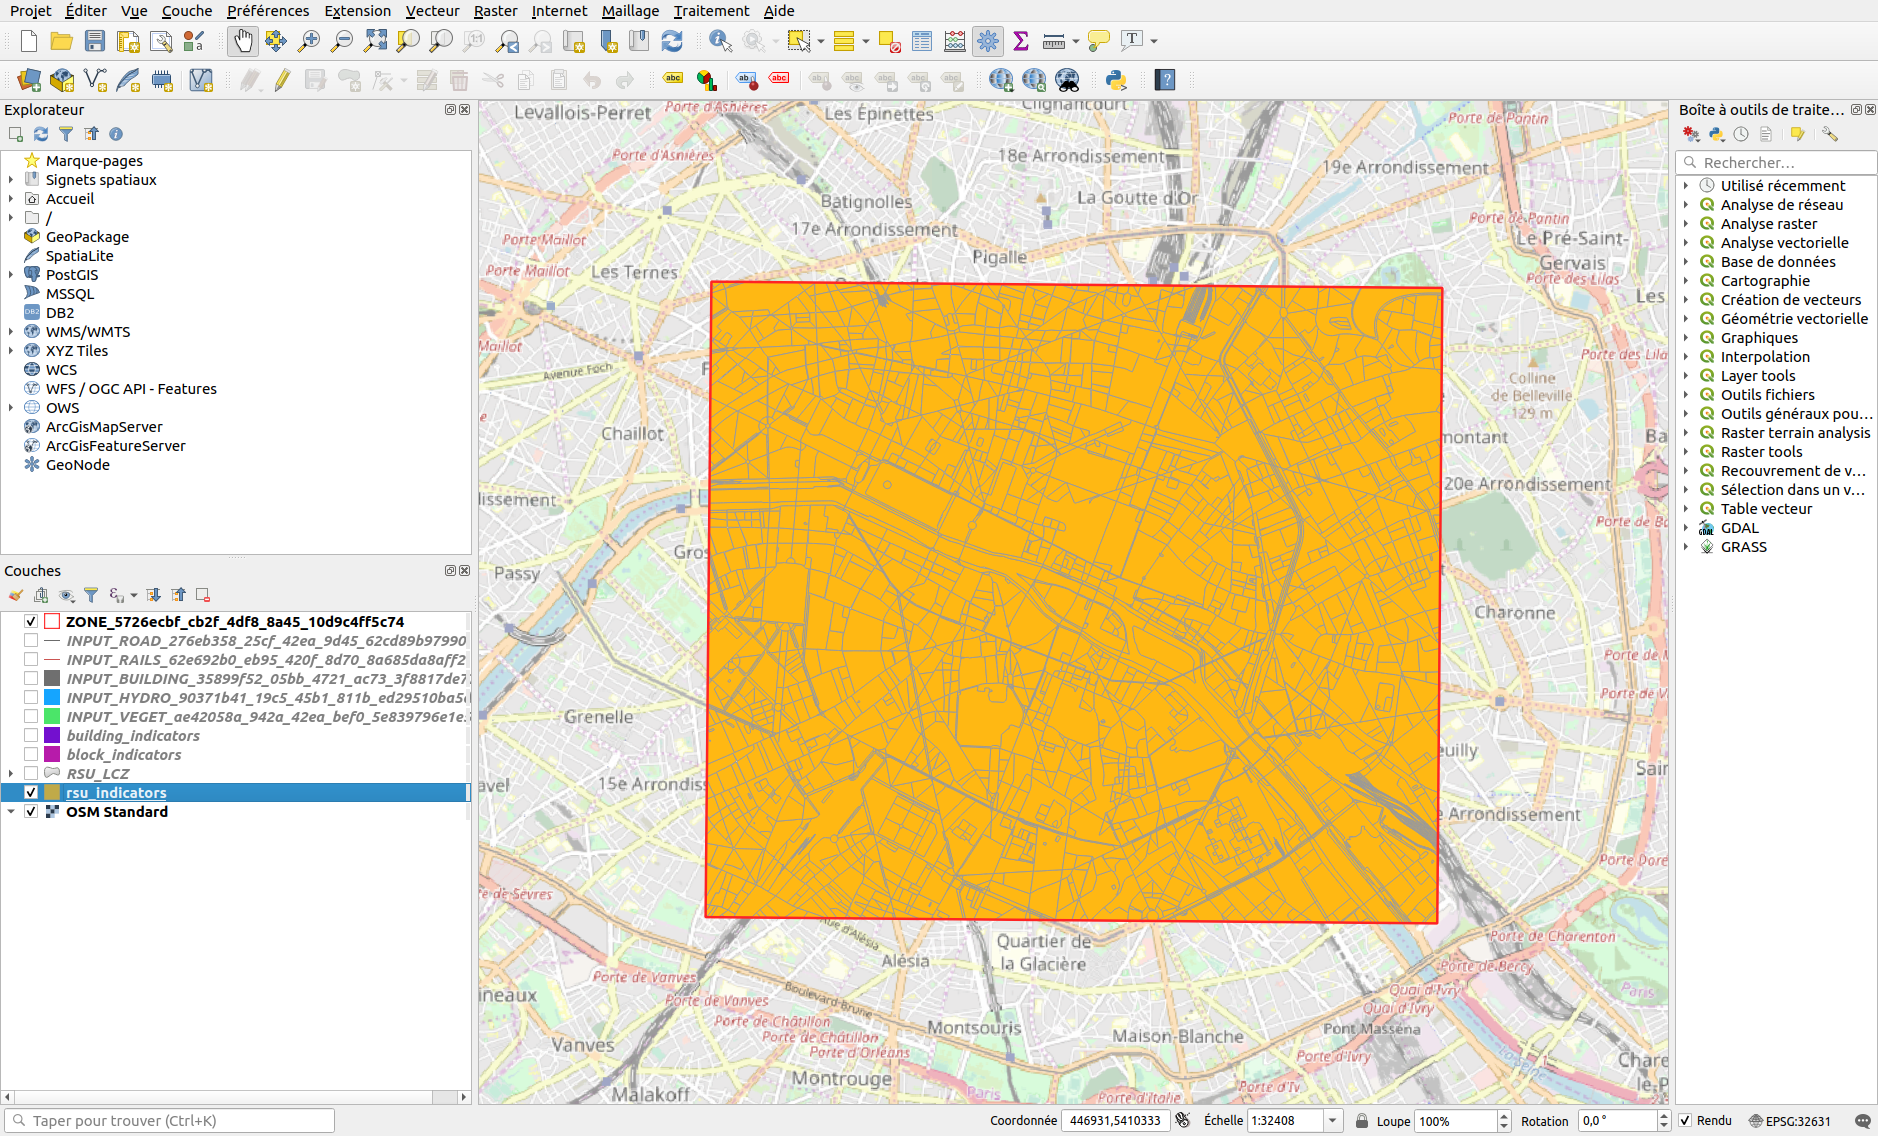 Projet Éditer Vue Couche Préférences Extension Vecteur Raster Internet Maillage Traitement Aide
Explorateur
Marque-pages
Signets spatiaux
Accueil
/
GeoPackage
SpatiaLite
PostGIS
MSSQL
DB2
WMS/WMTS
XYZ Tiles
WCS
WFS / OGC API - Features
OWS
ArcGisMapServer
ArcGisFeatureServer
GeoNode
Couches
ZONE_5726ecbf_cb2f_4df8_8a45_10d9c4ff5c74
INPUT_ROAD_276eb358_25cf_42ea_9d45_62cd89b97990
INPUT_RAILS_62e692b0_eb95_420f_8d70_8a685da8aff2
INPUT_BUILDING_35899f52_05bb_4721_ac73_3f8817de7
INPUT_HYDRO_90371b41_19c5_45b1_811b_ed29510ba5
INPUT_VEGET_ae42058a_942a_42ea_bef0_5e839796e1e
building_indicators
block_indicators
RSU_LCZ
rsu_indicators
OSM Standard
Levallois-Perret
Porte d'Asnières
Les Épinettes
Clignancourt
Porte de Pantin
Porte d'Asnières
18e Arrondissement
19e Arrondissement
La Goutte d'Or
Batignolles
17e Arrondissement
Porte de Pantin
Porte Maillot
Pigalle
Le Pré-Saint-
Gervais
Porte Maillot
Les Ternes
Porte des Lilas
Les
Maillot
Porte des Lila
Avenue Foch
Colline
de Belleville
129 m
Chaillot
montant
Ba
lissement
20e Arrondissement
Porte de Ba
Gros
Passy
Charonne
Porte de M
Grenelle
Porte de V
euilly
Sain
avel
15e Arrondiss
e Arrondissement
Porte Dore
e de Sèvres
Rue d'Alésia
Quartier de
la Glacière
Porte de Charenton
Alésia
Porte de Vanves
Porte de Bercy
ineaux
Porte de Vanves
Boulevard Brune
Quai d'Ivry
Quai d'Ivry
Paris
Porte de Châtillon
Montsouris
Porte de Châtillon
Maison-Blanche
Pont Masséna
Vanves
Porte d'Orléans
Porte d'Ivry
Chare
le-P
Montrouge
Malakoff
Paris
Porte d'Italie
Porte d'Iv
Boîte à outils de traite…
Rechercher…
Utilisé récemment
Analyse de réseau
Analyse raster
Analyse vectorielle
Base de données
Cartographie
Création de vecteurs
Géométrie vectorielle
Graphiques
Interpolation
Layer tools
Outils fichiers
Outils généraux pou…
Raster terrain analysis
Raster tools
Recouvrement de v…
Sélection dans un v…
Table vecteur
GDAL
GRASS
Taper pour trouver (Ctrl+K)
Coordonnée 446931,5410333 Échelle 1:32408 Loupe 100% Rotation 0,0 ° Rendu EPSG:32631